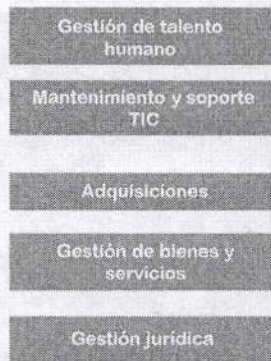 Gestión de talento
humano
Mantenimiento y soporte
TIC
Adquisiciones
Gestión de bienes y
servicios
Gestión jurídica